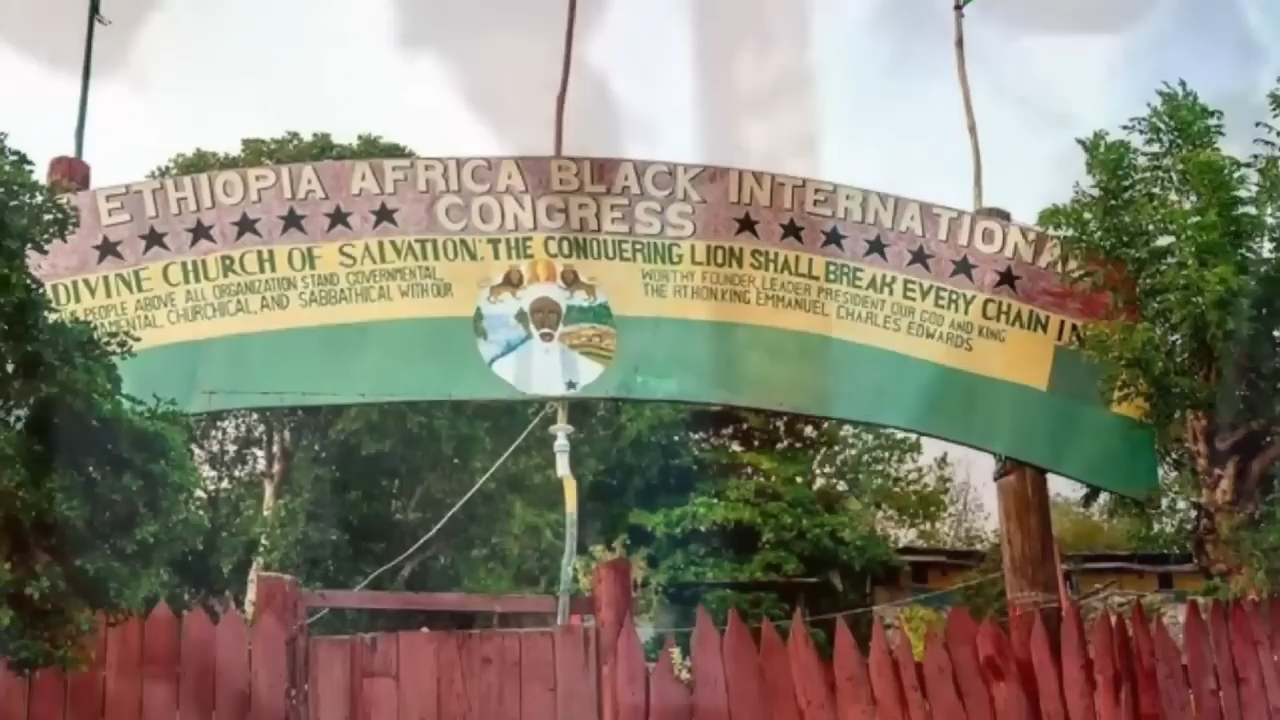 ETHIOPIA AFRICA BLACK INTERNATIONA
CONGRESS
DIVINE CHURCH OF SALVATION. THE CONQUERING LION SHALL BREAK EVERY CHAIN IN
PEOPLE ABOVE ALL ORGANIZATION STAND GOVERNMENTAL
AMENTAL, CHURCHICAL, AND SABBATHICAL WITH OUR
WORTHY FOUNDER LEADER PRESIDENT OUR GOD AND KING
THE RT HON KING EMMANUEL CHARLES EDWARDS